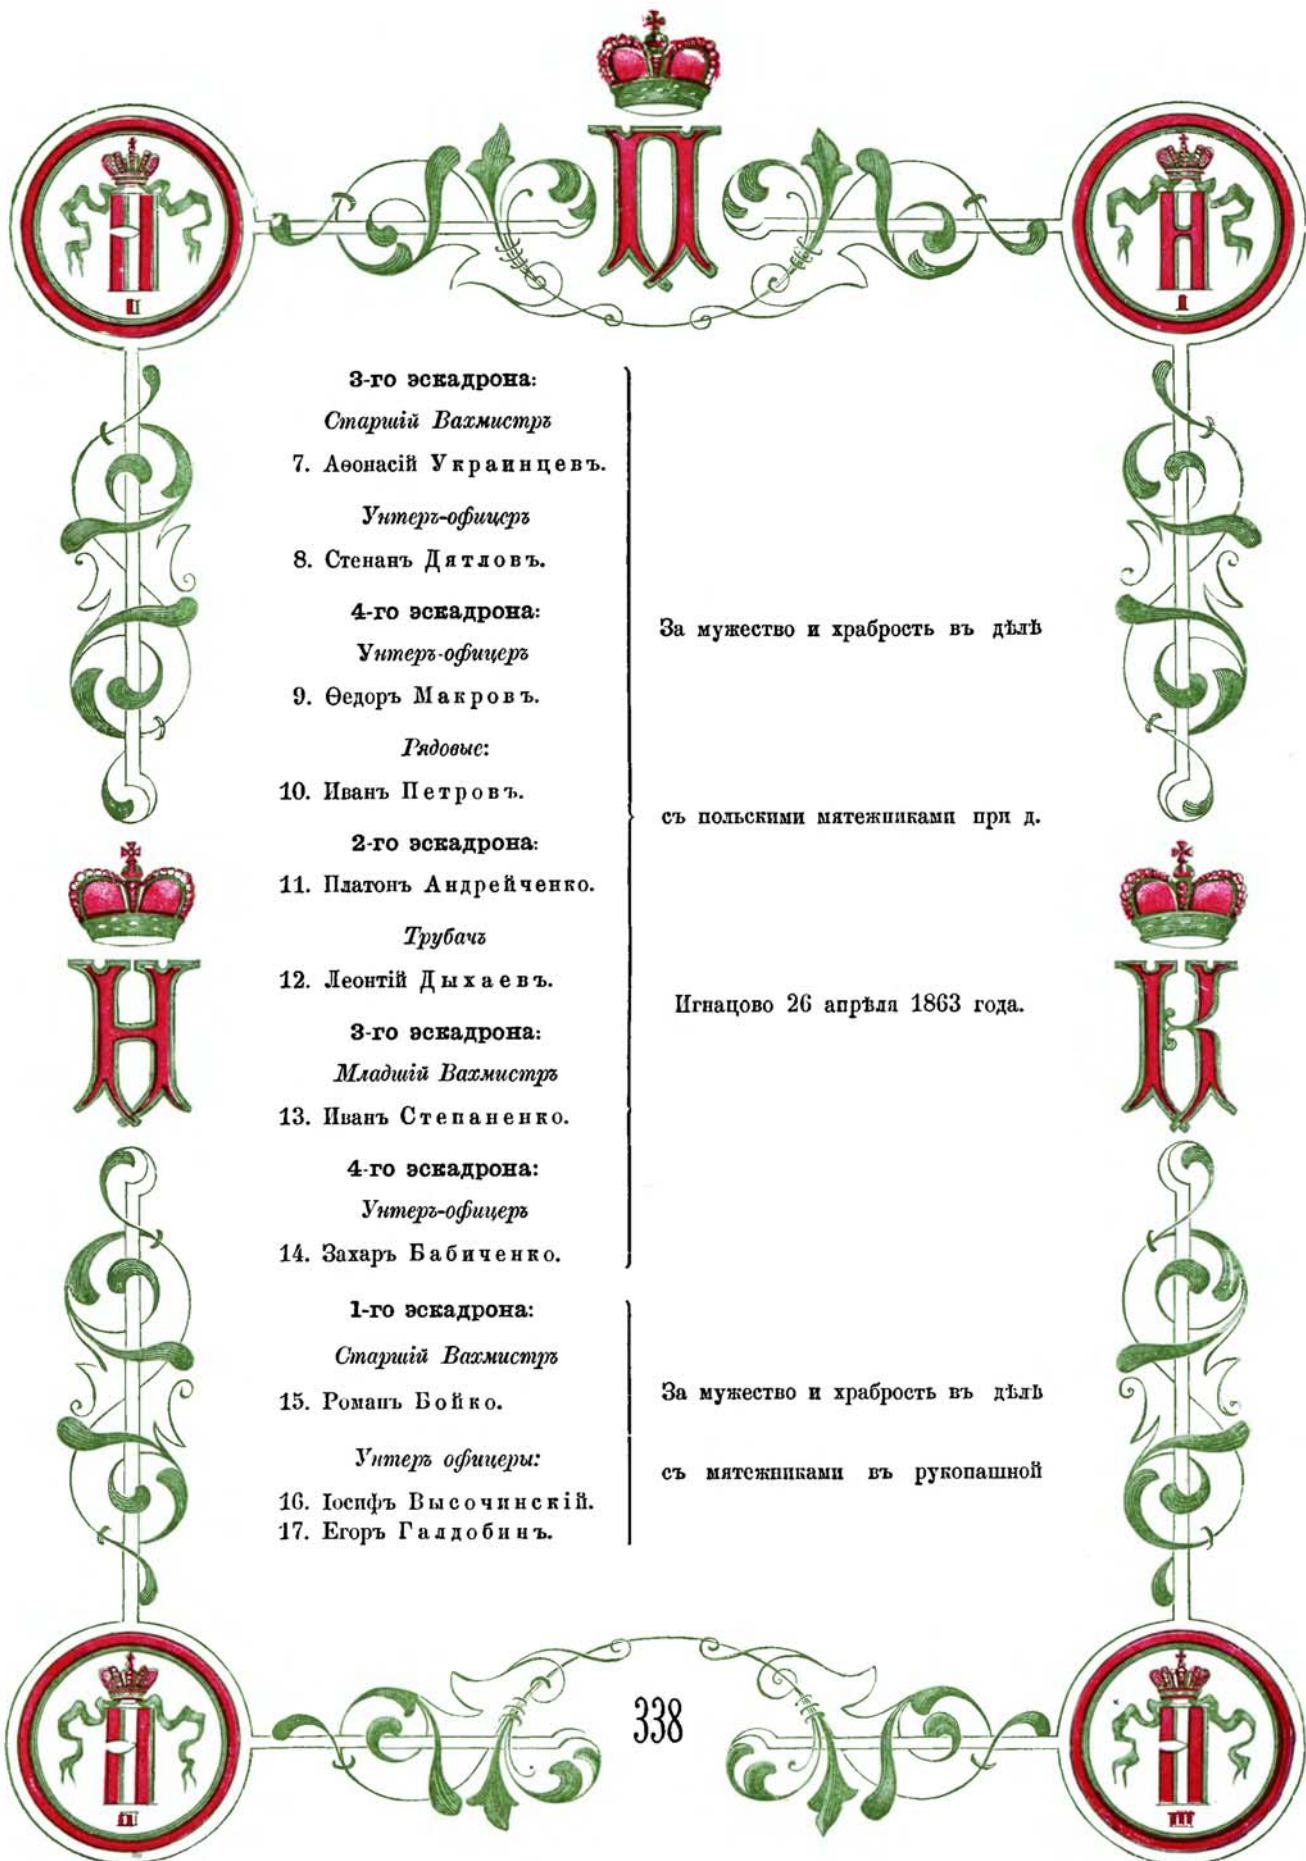 П
3-го эскадрона:
Старшій Вахмистръ
7. Аѳонасій Украинцевъ.
Унтеръ-офицеръ
8. Стенанъ Дятловъ.
4-го эскадрона:
Унтеръ-офицеръ
9. Ѳедоръ Макровъ.
Рядовые:
10. Иванъ Петровъ.
2-го эскадрона:
11. Платонъ Андрейченко.
Трубачъ
12. Леонтій Дыхаевъ.
3-го эскадрона:
Младшій Вахмистръ
13. Иванъ Степаненко.
4-го эскадрона:
Унтеръ-офицеръ
14. Захаръ Бабиченко.
За мужество и храбрость въ дѣлѣ
съ польскими мятежниками при д.
Игнацово 26 апрѣля 1863 года.
1-го эскадрона:
Старшій Вахмистръ
15. Романъ Бойко.
Унтеръ офицеры:
16. Іосифъ Высочинскій.
17. Егоръ Галдобинъ.
За мужество и храбрость въ дѣлѣ
съ мятежниками въ рукопашной
Н
К
338